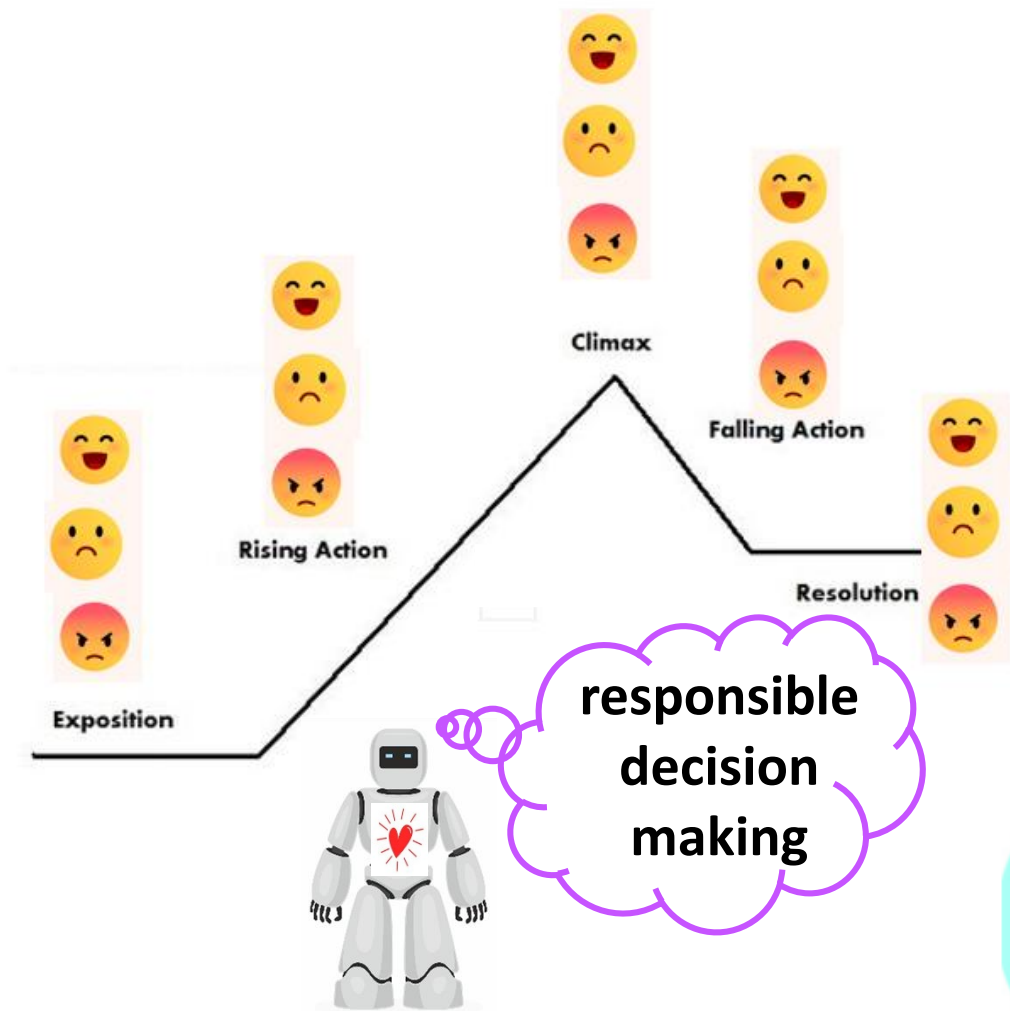 Climax
Falling Action
Rising Action
Resolution
Exposition
responsible
decision
making